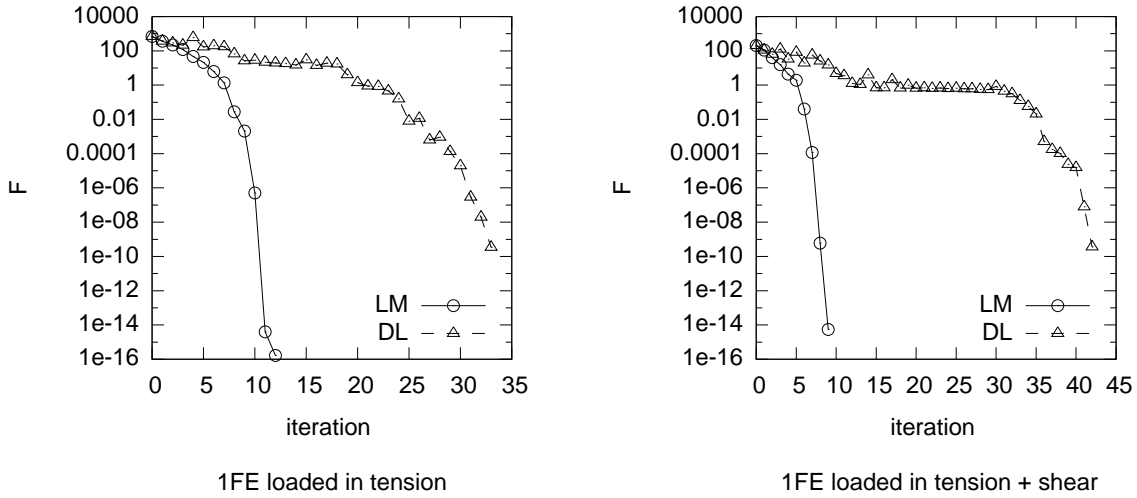 10000
100
1
0.01
0.0001
1e-06
1e-08
1e-10
1e-12
1e-14
1e-16
F
LM
DL
0 5 10 15 20 25 30 35
iteration
1FE loaded in tension
10000
100
1
0.01
0.0001
1e-06
1e-08
1e-10
1e-12
1e-14
1e-16
F
LM
DL
0 5 10 15 20 25 30 35 40 45
iteration
1FE loaded in tension + shear